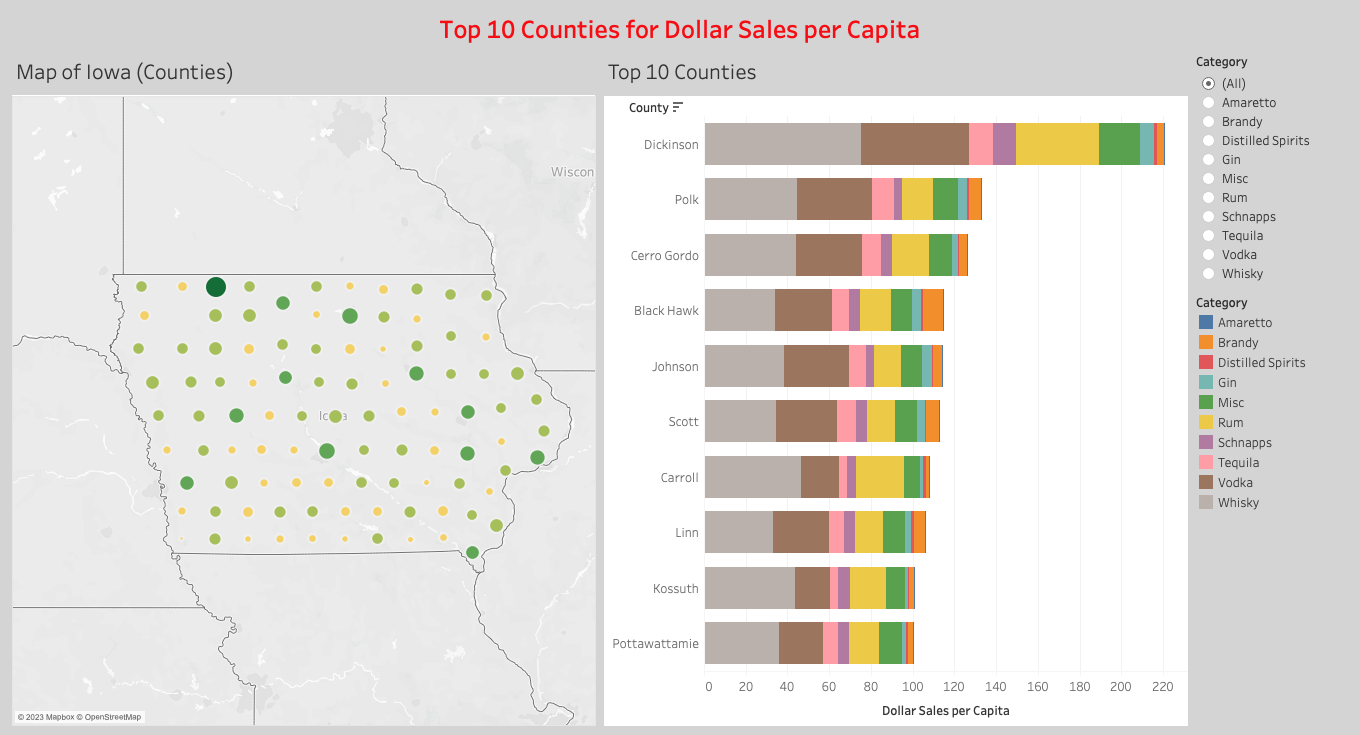 Top 10 Counties for Dollar Sales per Capita
Map of Iowa (Counties)
Wiscon
Iowa
© 2023 Mapbox © OpenStreetMap
Top 10 Counties
County
Dickinson
Polk
Cerro Gordo
Black Hawk
Johnson
Scott
Carroll
Linn
Kossuth
Pottawattamie
0 20 40 60 80 100 120 140 160 180 200 220
Dollar Sales per Capita
Category
(All)
Amaretto
Brandy
Distilled Spirits
Gin
Misc
Rum
Schnapps
Tequila
Vodka
Whisky
Category
Amaretto
Brandy
Distilled Spirits
Gin
Misc
Rum
Schnapps
Tequila
Vodka
Whisky